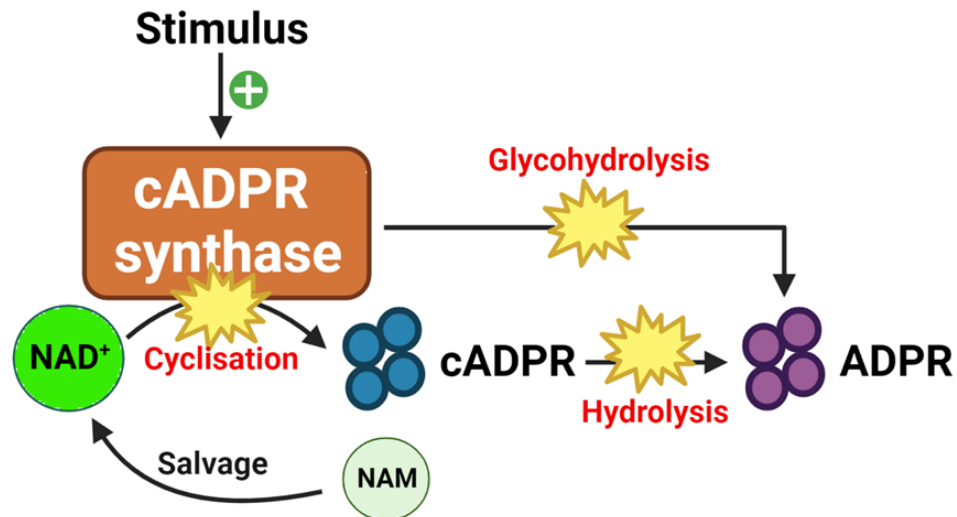 Stimulus
cADPR
synthase
Glycohydrolysis
NAD⁺
Cyclisation
cADPR
ADPR
Hydrolysis
Salvage
NAM